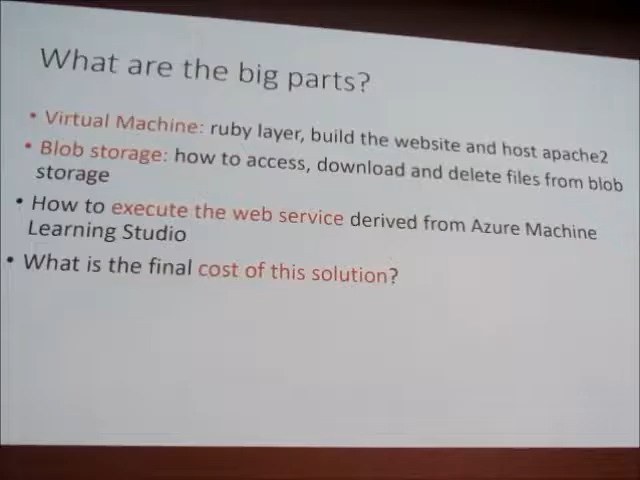 What are the big parts?
• Virtual Machine: ruby layer, build the website and host apache2
• Blob storage: how to access, download and delete files from blob
storage
• How to execute the web service derived from Azure Machine
Learning Studio
• What is the final cost of this solution?